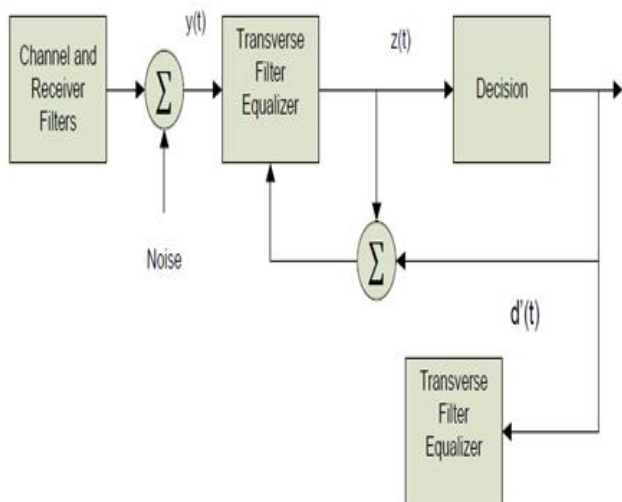 y(t)
Channel and
Receiver
Filters
Σ
Transverse
Filter
Equalizer
z(t)
Decision
Noise
Σ
d'(t)
Transverse
Filter
Equalizer